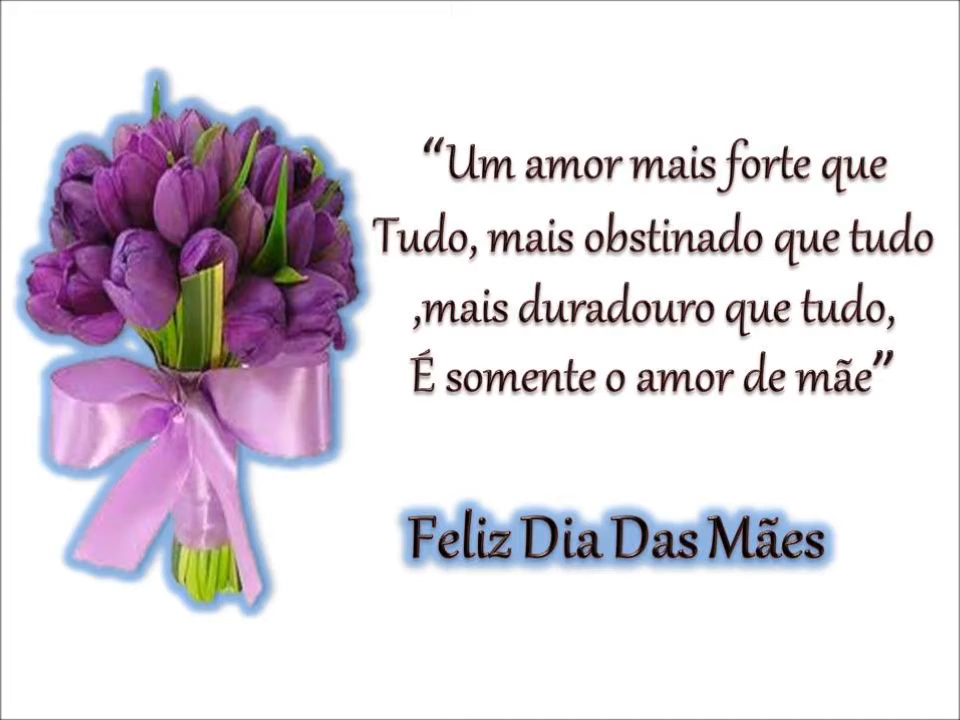 “Um amor mais forte que
Tudo, mais obstinado que tudo
,mais duradouro que tudo,
É somente o amor de mãe”
Feliz Dia Das Mães